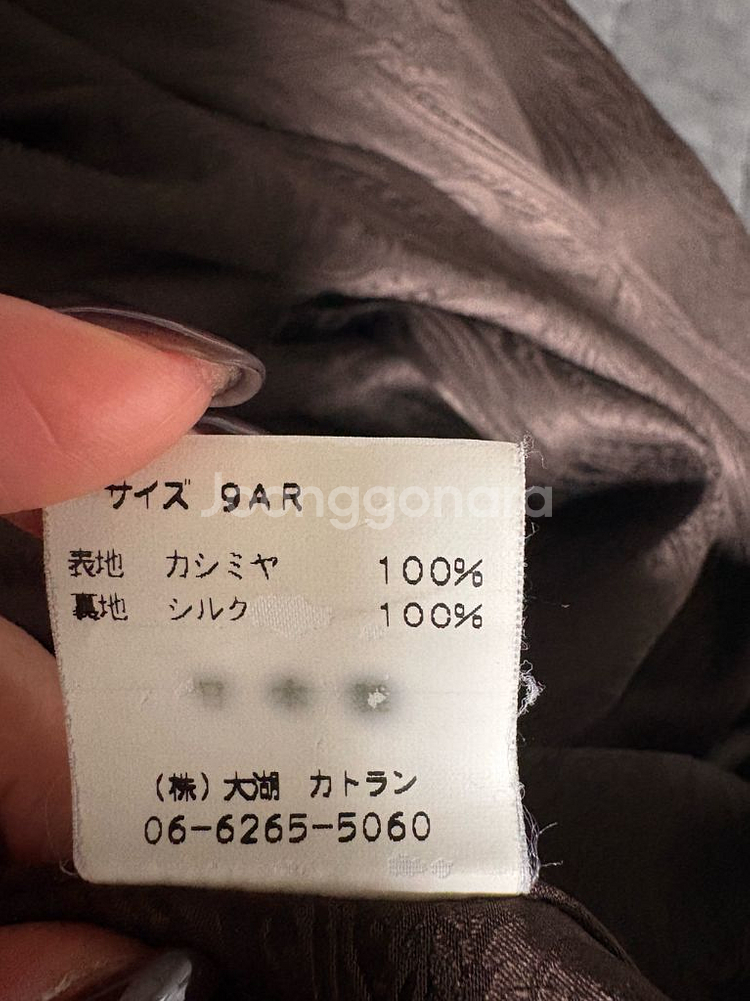 サイズ 9AR
Joonggonara
表地 カシミヤ 100%
裏地 シルク 100%
(株)大湖 カトラン
06-6265-5060